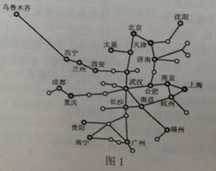 乌鲁木齐
沈阳
北京
天津
太原
济南
西宁
兰州
西安
成都
重庆
武汉
合肥
南京
上海
杭州
长沙
南昌
贵阳
福州
南宁
广州
图1